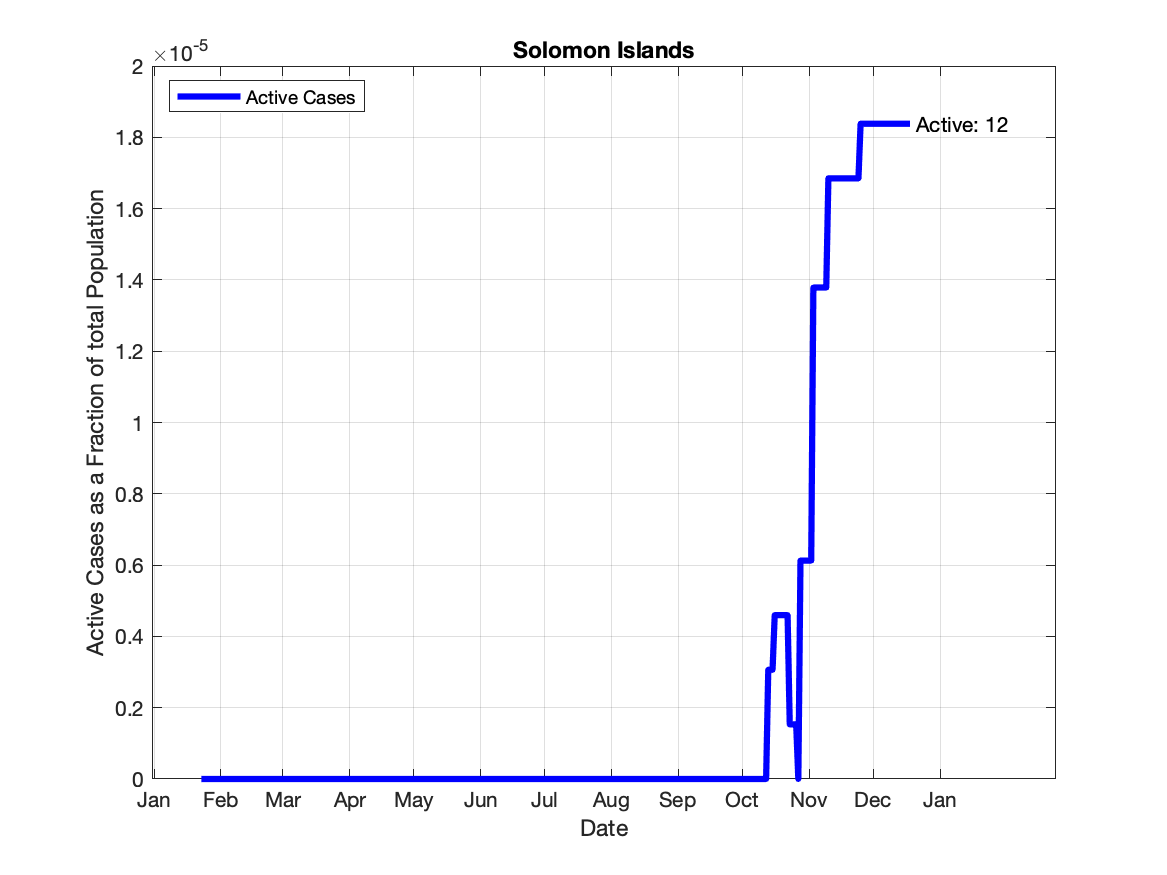 Solomon Islands
×10-5
2
1.8
1.6
1.4
1.2
1
0.8
0.6
0.4
0.2
0
Active Cases as a Fraction of total Population
Active Cases
Active: 12
Jan Feb Mar Apr May Jun Jul Aug Sep Oct Nov Dec Jan
Date